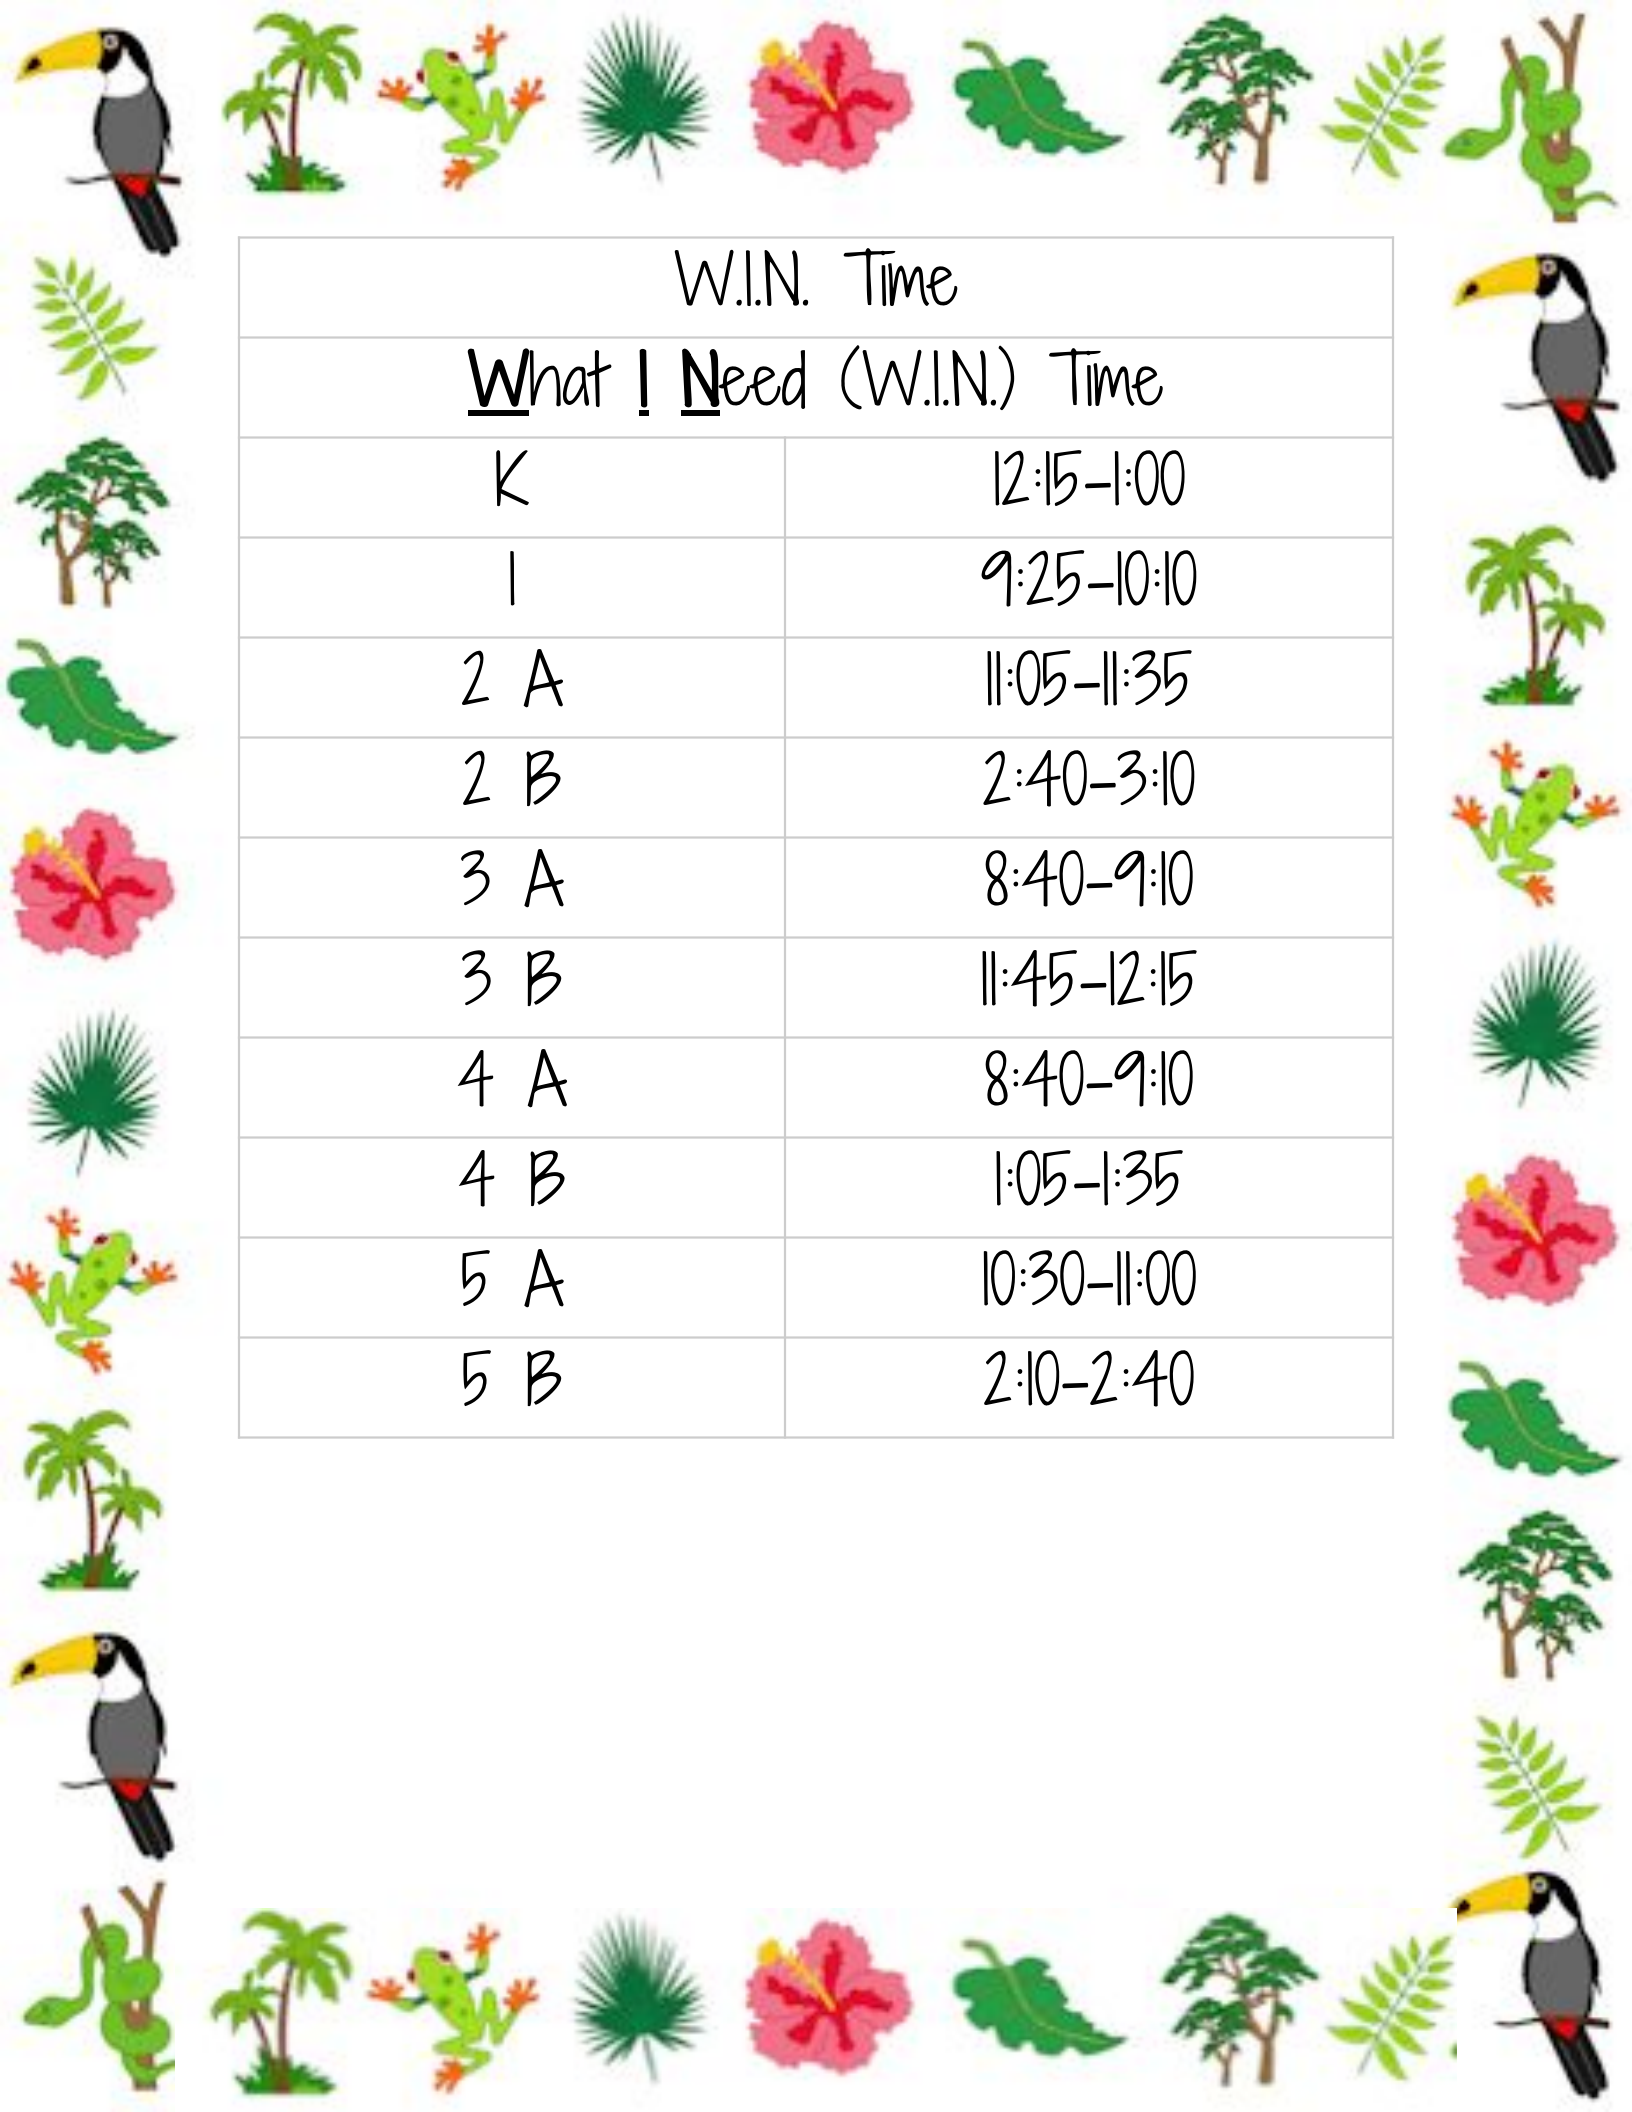 W.I.N. Time
What I Need (W.I.N.) Time
K 12:15-1:00
1 9:25-10:10
2 A 11:05-11:35
2 B 2:40-3:10
3 A 8:40-9:10
3 B 11:45-12:15
4 A 8:40-9:10
4 B 1:05-1:35
5 A 10:30-11:00
5 B 2:10-2:40